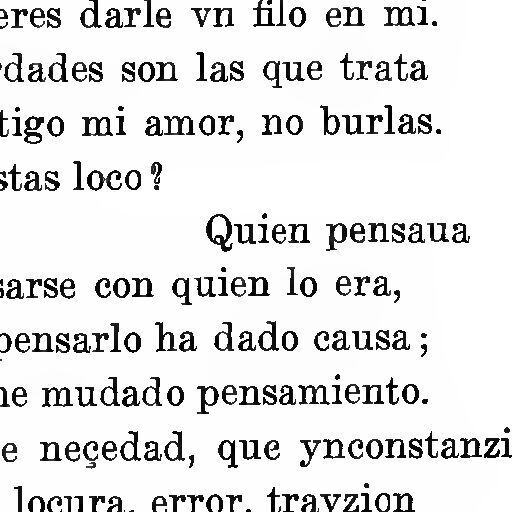 eres darle vn filo en mi.
rdades son las que trata
tigo mi amor, no burlas.
stas loco?
Quien pensaua
sarse con quien lo era,
pensarlo ha dado causa;
he mudado pensamiento.
e neçedad, que ynconstanzi
locura, error, trayzion